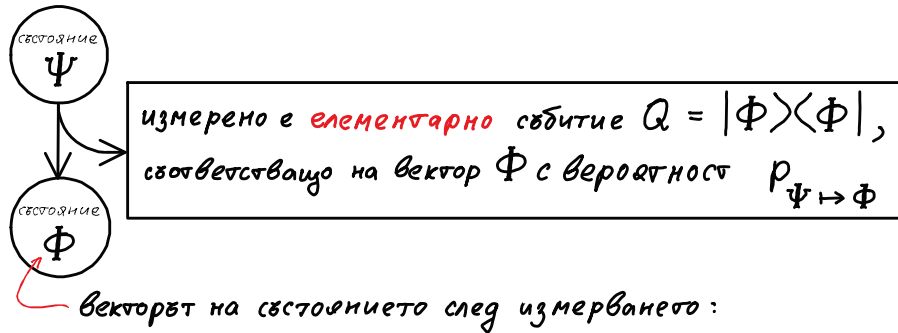 състояние
Ψ
измерено е елементарно събитие Q = |Φ⟩⟨Φ|,
съответстващо на вектор Φ с вероятност p_{Ψ↦Φ}
състояние
Φ
векторът на състоянието след измерването: